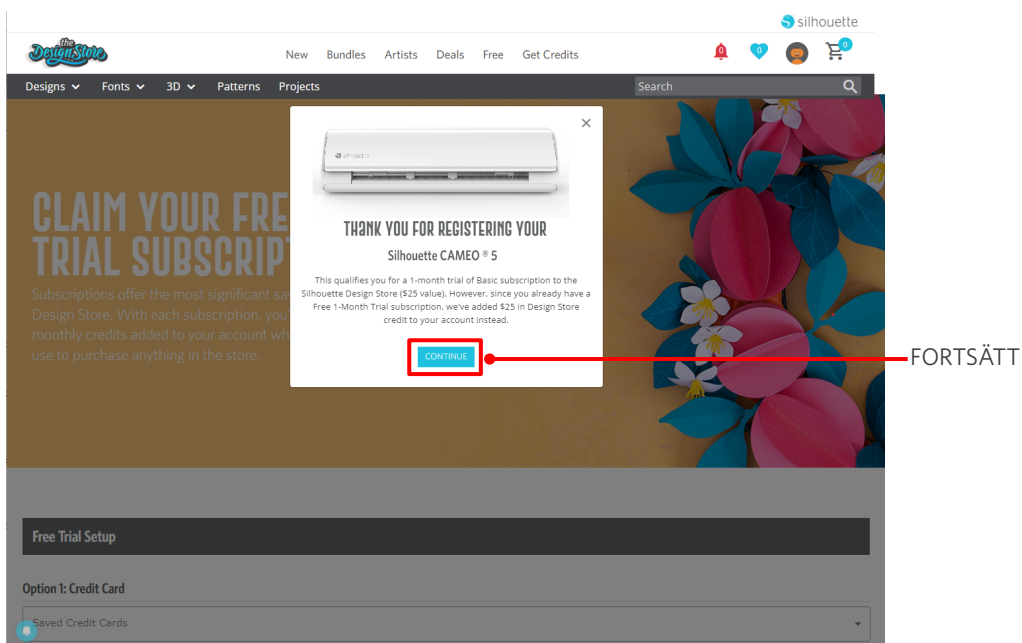 silhouette
the
Design Store
New Bundles Artists Deals Free Get Credits
0 0 0
Designs Fonts 3D Patterns Projects Search
silhouette
CLAIM YOUR FRE
TRIAL SUBSCRIP
Subscriptions offer the most significant sa
Design Store. With each subscription, you'
monthly credits added to your account wh
use to purchase anything in the store.
THANK YOU FOR REGISTERING YOUR
Silhouette CAMEO ® 5
This qualifies you for a 1-month trial of Basic subscription to the
Silhouette Design Store ($25 value). However, since you already have a
Free 1-Month Trial subscription, we've added $25 in Design Store
credit to your account instead.
CONTINUE
FORTSÄTT
Free Trial Setup
Option 1: Credit Card
Saved Credit Cards